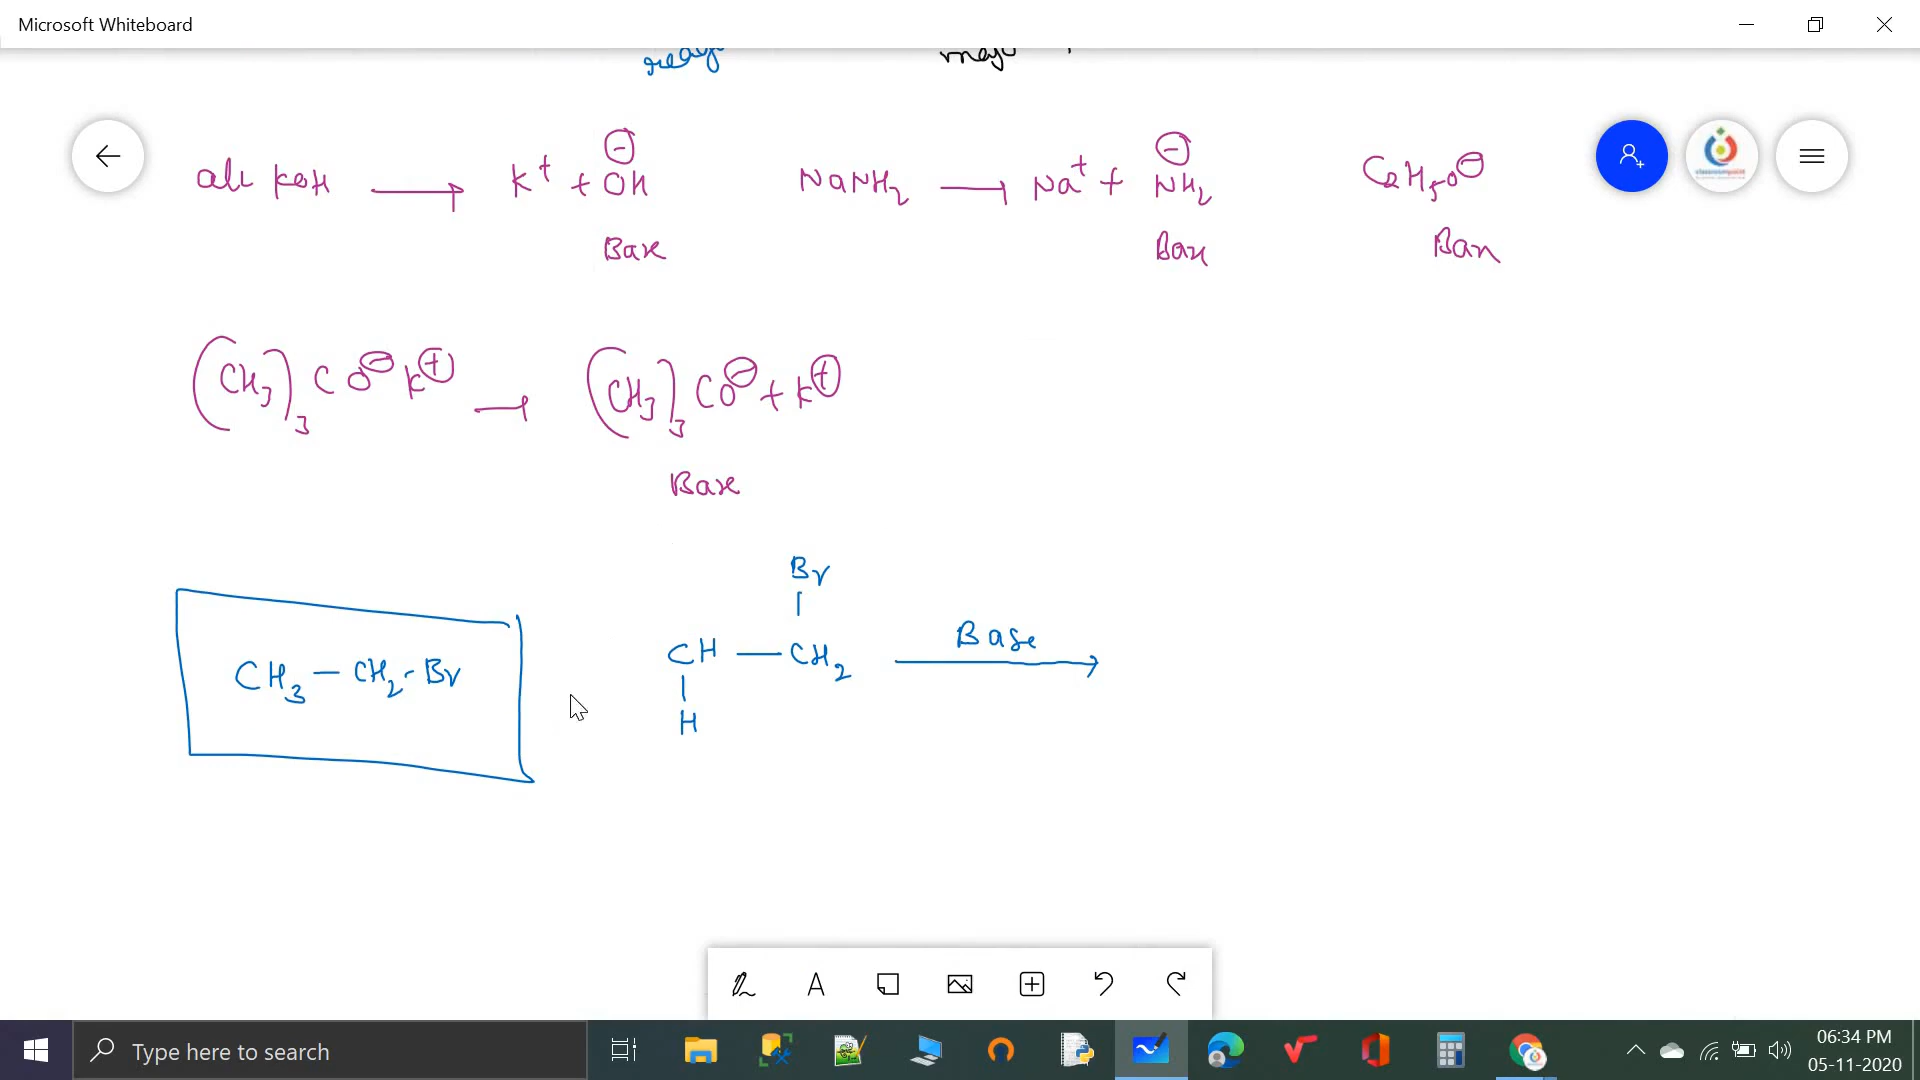 Microsoft Whiteboard
alc KOH ⟶ K⁺ + ⊖OH NaNH₂ ⟶ Na⁺ + ⊖NH₂ C₂H₅O⊖
Base Base Base
(CH₃)₃CO⊖K⊕ ⟶ (CH₃)₃CO⊖ + K⊕
Base
Br
|
CH₃ — CH₂ - Br CH — CH₂ Base ⟶
|
H
Type here to search
06:34 PM
05-11-2020